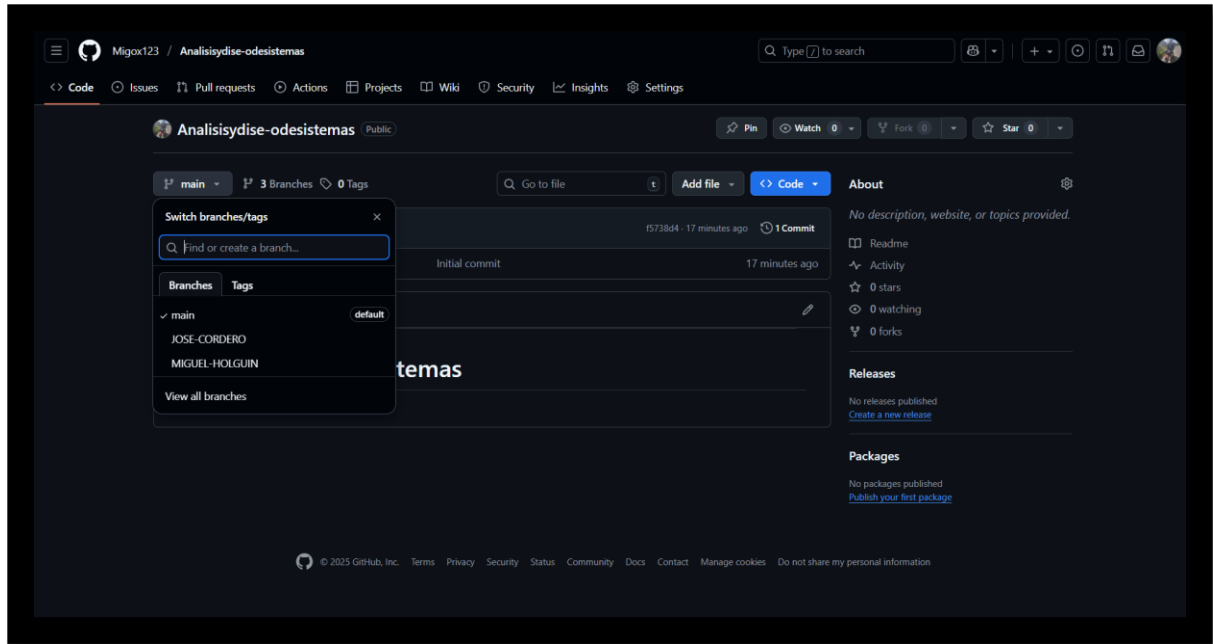 Migox123 / Analisisydise-odesistemas
Type / to search
Code Issues Pull requests Actions Projects Wiki Security Insights Settings
Analisisydise-odesistemas Public
Pin Watch 0 Fork 0 Star 0
main 3 Branches 0 Tags
Go to file t Add file Code
Switch branches/tags
Find or create a branch...
Branches Tags
main default
JOSE-CORDERO
MIGUEL-HOLGUIN
View all branches
f5738d4 · 17 minutes ago 1 Commit
Initial commit 17 minutes ago
temas
About
No description, website, or topics provided.
Readme
Activity
0 stars
0 watching
0 forks
Releases
No releases published
Create a new release
Packages
No packages published
Publish your first package
© 2025 GitHub, Inc. Terms Privacy Security Status Community Docs Contact Manage cookies Do not share my personal information